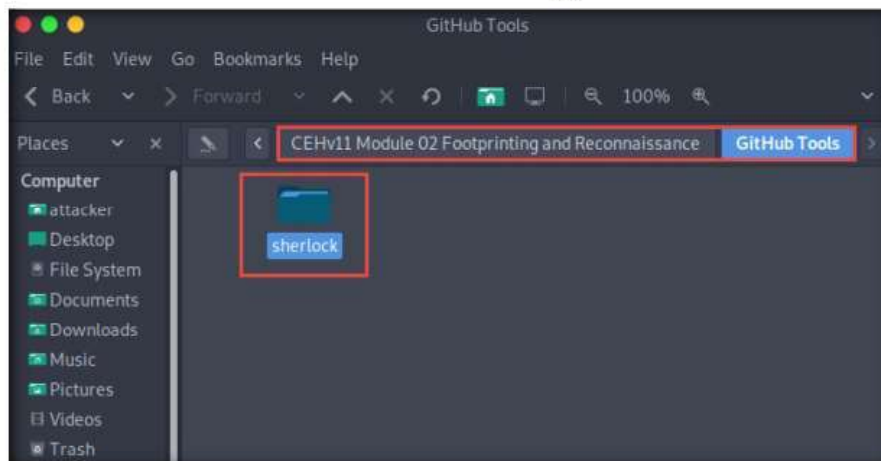 GitHub Tools
File Edit View Go Bookmarks Help
Back Forward 100%
Places CEHv11 Module 02 Footprinting and Reconnaissance GitHub Tools
Computer
attacker
Desktop
File System
Documents
Downloads
Music
Pictures
Videos
Trash
sherlock